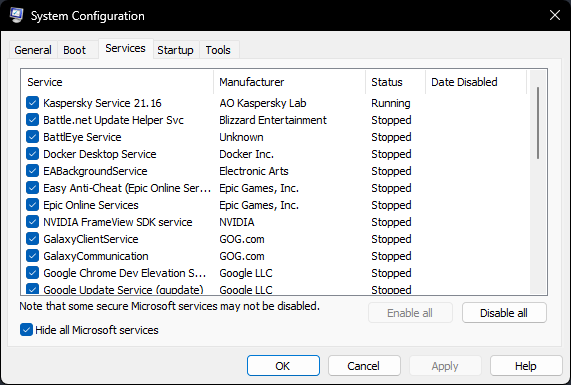 System Configuration
General Boot Services Startup Tools
Service Manufacturer Status Date Disabled
Kaspersky Service 21.16 AO Kaspersky Lab Running
Battle.net Update Helper Svc Blizzard Entertainment Stopped
BattlEye Service Unknown Stopped
Docker Desktop Service Docker Inc. Stopped
EABackgroundService Electronic Arts Stopped
Easy Anti-Cheat (Epic Online Ser... Epic Games, Inc. Stopped
Epic Online Services Epic Games, Inc. Stopped
NVIDIA FrameView SDK service NVIDIA Stopped
GalaxyClientService GOG.com Stopped
GalaxyCommunication GOG.com Stopped
Google Chrome Dev Elevation S... Google LLC Stopped
Google Update Service (gupdate) Google LLC Stopped
Note that some secure Microsoft services may not be disabled.
Enable all Disable all
Hide all Microsoft services
OK Cancel Apply Help